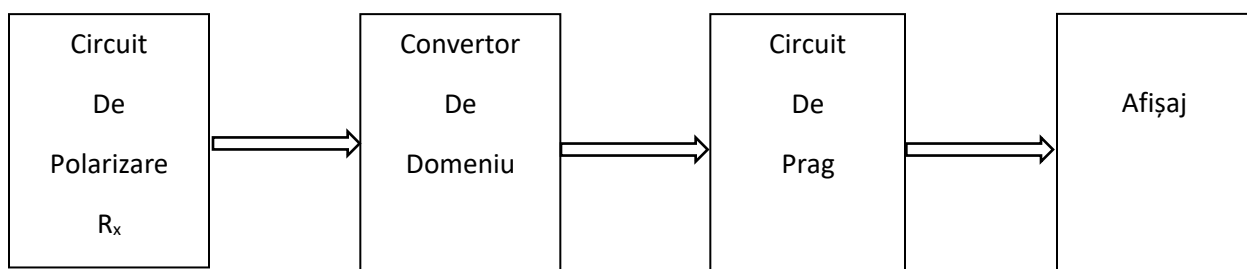 Circuit
De
Polarizare
Rₓ
Convertor
De
Domeniu
Circuit
De
Prag
Afișaj